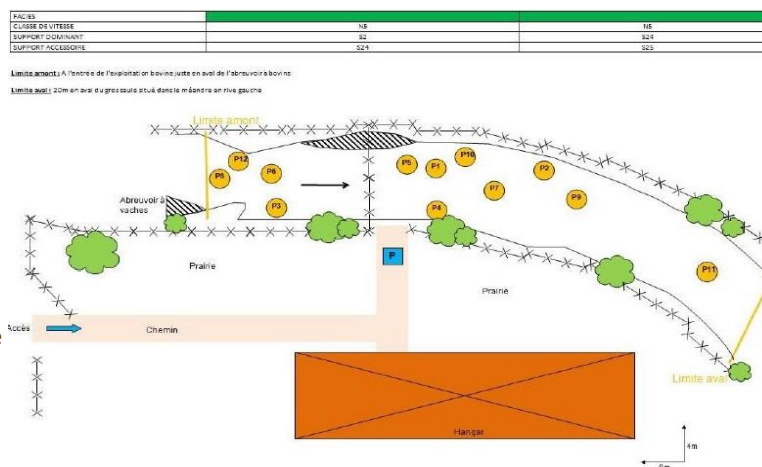 FACIES
CLASSE DE VITESSE N5 N5
SUPPORT DOMINANT S2 S24
SUPPORT ACCESSOIRE S24 S25
Limite amont : A l'entrée de l'exploitation bovine juste en aval de l'abreuvoir à bovins
Limite aval : 20m en aval du gros saule situé dans le méandre en rive gauche
Limite amont
P12
P8
P6
P5
P1
P10
P2
P7
P9
P3
P4
Abreuvoir à
vaches
P
P11
Prairie
Prairie
Accès
Chemin
Limite aval
Hangar
4m